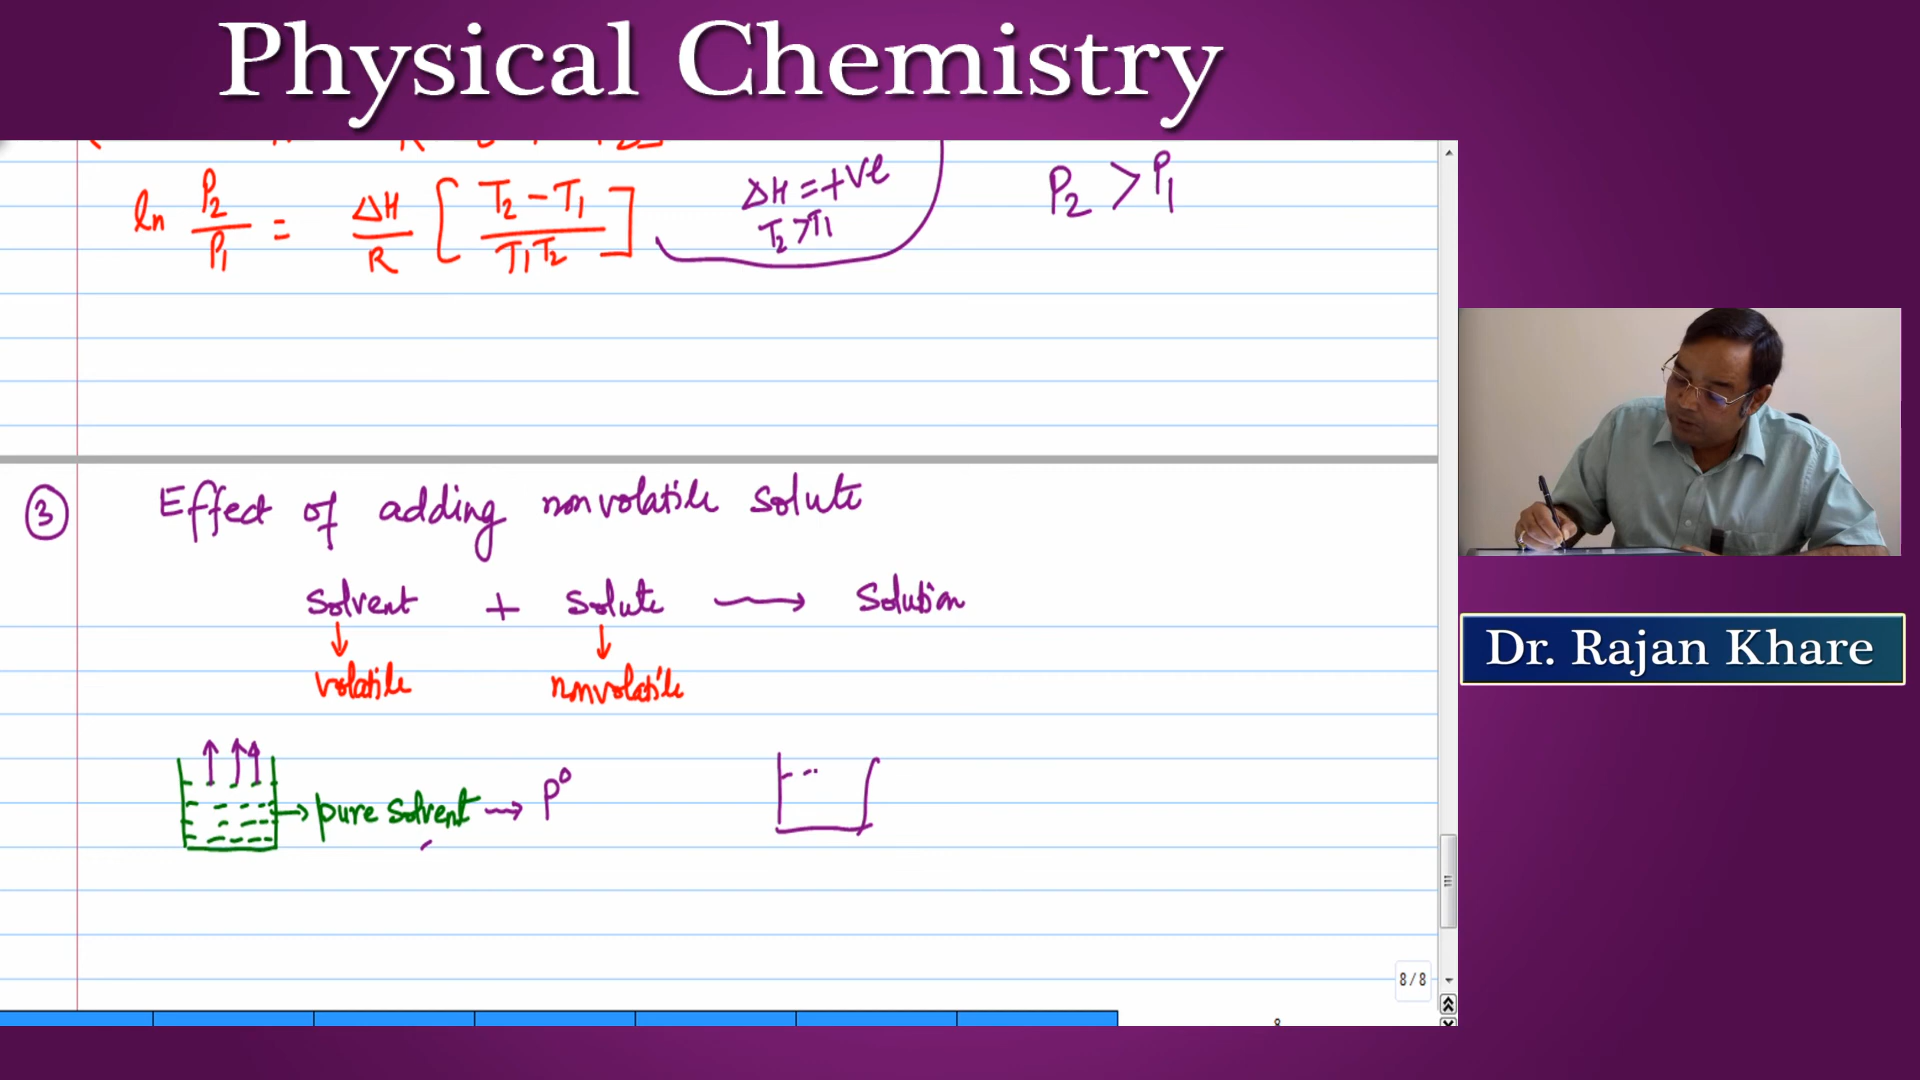 Physical Chemistry
ln P2/P1 = ΔH/R [T2 - T1 / T1T2]
ΔH = +ve
T2 > T1
P2 > P1
3 Effect of adding nonvolatile solute
Solvent + Solute → Solution
↓ ↓
volatile nonvolatile
→ pure solvent → P°
Dr. Rajan Khare
8/8